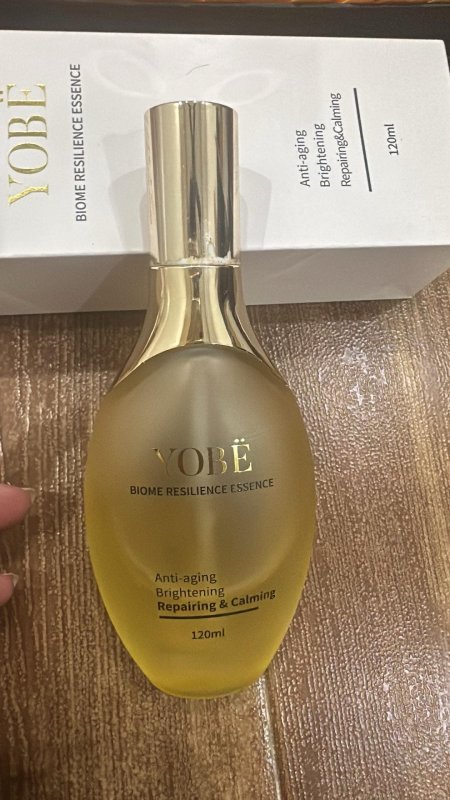 YOBË
BIOME RESILIENCE ESSENCE
Anti-aging
Brightening
Repairing&Calming
120ml
YOBË
BIOME RESILIENCE ESSENCE
Anti-aging
Brightening
Repairing & Calming
120ml